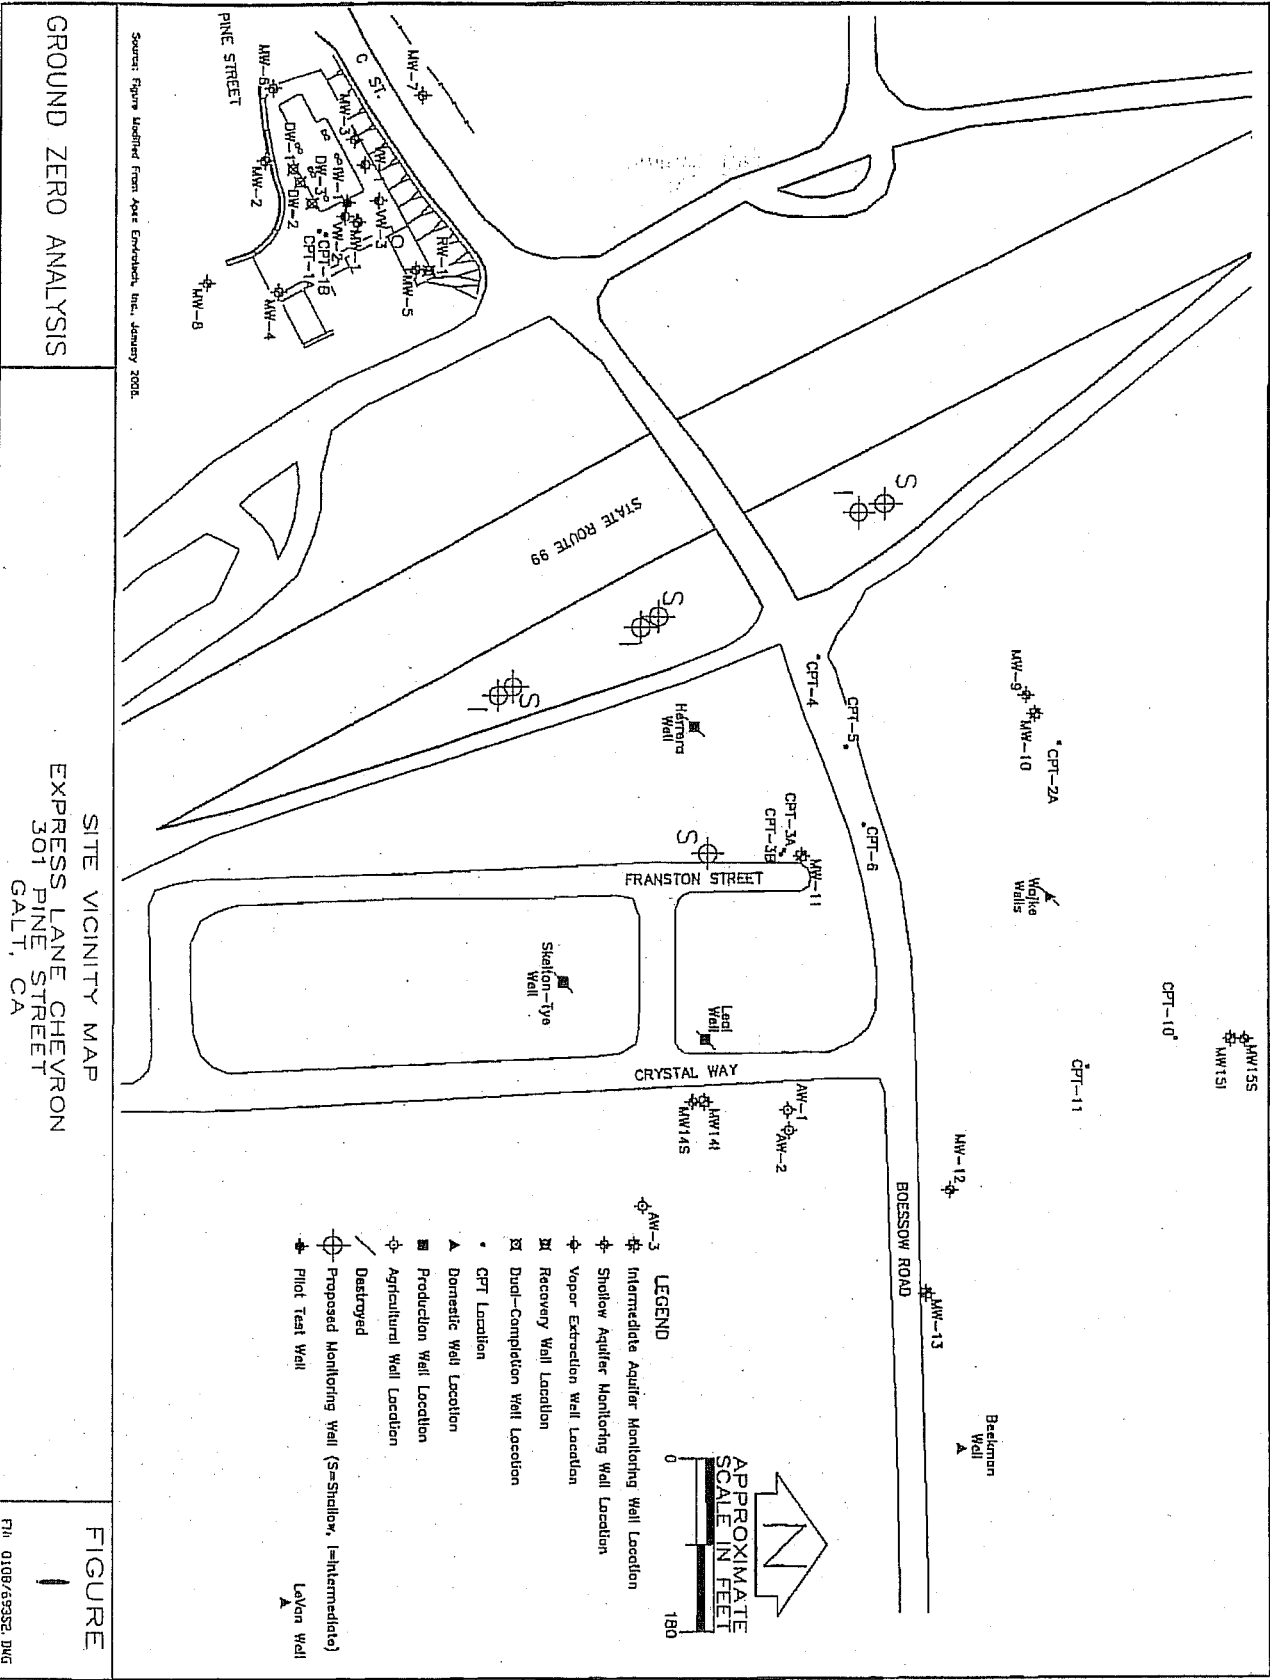 PINE STREET
C ST.
MW-7
MW-6
MW-3
VW-1
MW-2
DW-1
DW-2
DW-3
IW-1
VW-3
MW-1
VW-2
CPT-1B
CPT-1A
RW-1
MW-5
MW-4
MW-8
STATE ROUTE 99
S
I
S
I
S
I
S
CPT-4
CPT-5
CPT-6
MW-9
MW-10
CPT-2A
Herrera
Well
CPT-3A
CPT-3B
MW-11
FRANSTON STREET
Wojke
Wells
Skelton-Tye
Well
Leal
Well
CRYSTAL WAY
CPT-10
CPT-11
MW15S
MW15I
AW-1
AW-2
MW14I
MW14S
MW-12
BOESSOW ROAD
MW-13
AW-3
Beekman
Well
LeVan Well
LEGEND
Intermediate Aquifer Monitoring Well Location
Shallow Aquifer Monitoring Well Location
Vapor Extraction Well Location
Recovery Well Location
Dual-Completion Well Location
CPT Location
Domestic Well Location
Production Well Location
Agricultural Well Location
Destroyed
Proposed Monitoring Well (S=Shallow, I=Intermediate)
Pilot Test Well
N
APPROXIMATE
SCALE IN FEET
0 180
Source: Figure Modified From Apex Envirotech, Inc., January 2008.
GROUND ZERO ANALYSIS
SITE VICINITY MAP
EXPRESS LANE CHEVRON
301 PINE STREET
GALT, CA
FIGURE
1
FN: 0108/69352.DWG